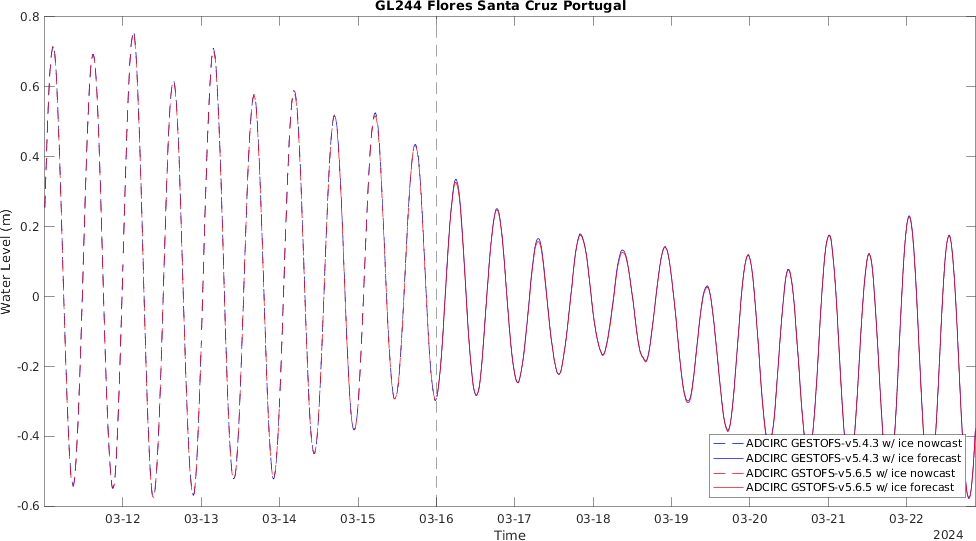 GL244 Flores Santa Cruz Portugal
0.8
0.6
0.4
0.2
0
-0.2
-0.4
-0.6
Water Level (m)
ADCIRC GESTOFS-v5.4.3 w/ ice nowcast
ADCIRC GESTOFS-v5.4.3 w/ ice forecast
ADCIRC GSTOFS-v5.6.5 w/ ice nowcast
ADCIRC GSTOFS-v5.6.5 w/ ice forecast
03-12 03-13 03-14 03-15 03-16 03-17 03-18 03-19 03-20 03-21 03-22
Time
2024